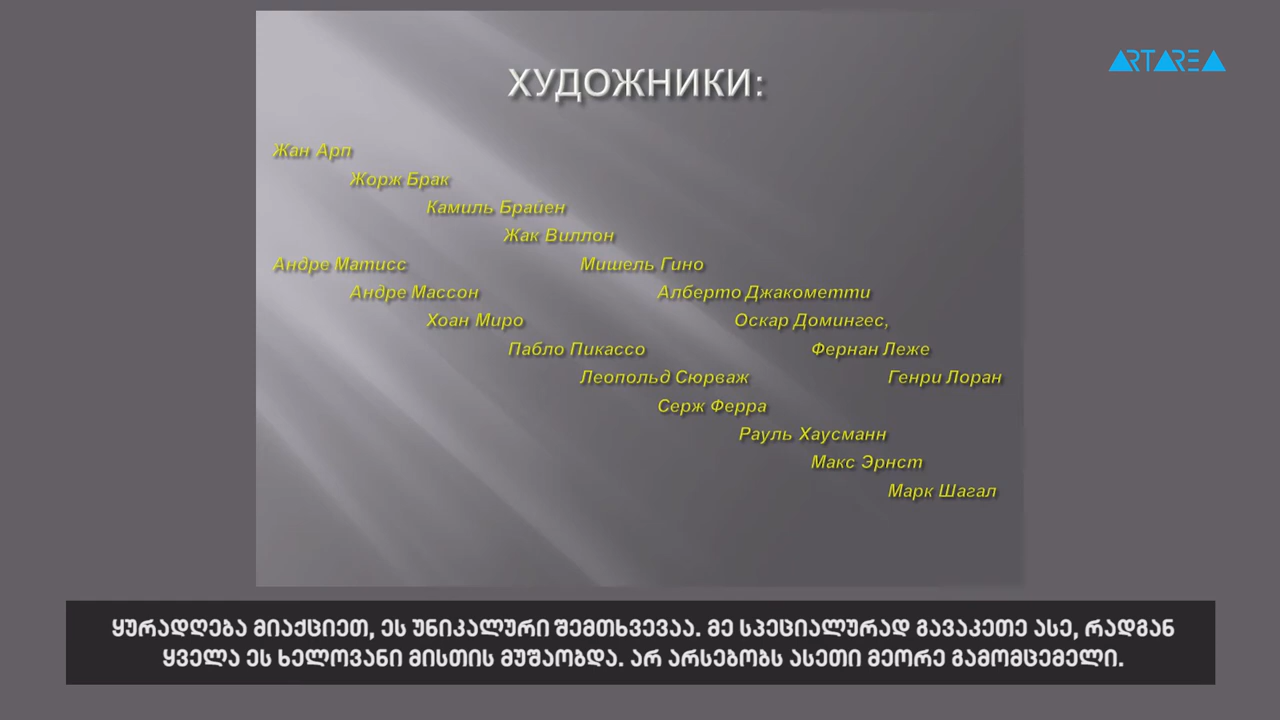 ARTAREA
ХУДОЖНИКИ:
Жан Арп
Жорж Брак
Камиль Брайен
Жак Виллон
Андре Матисс
Мишель Гино
Андре Массон
Алберто Джакометти
Хоан Миро
Оскар Домингес,
Пабло Пикассо
Фернан Леже
Леопольд Сюрваж
Генри Лоран
Серж Ферра
Рауль Хаусманн
Макс Эрнст
Марк Шагал
ყურადღება მიაქციეთ, ეს უნიკალური შემთხვევაა. მე სპეციალურად გავაკეთე ასე, რადგან
ყველა ეს ხელოვანი მისთის მუშაობდა. არ არსებობს ასეთი მეორე გამომცემელი.